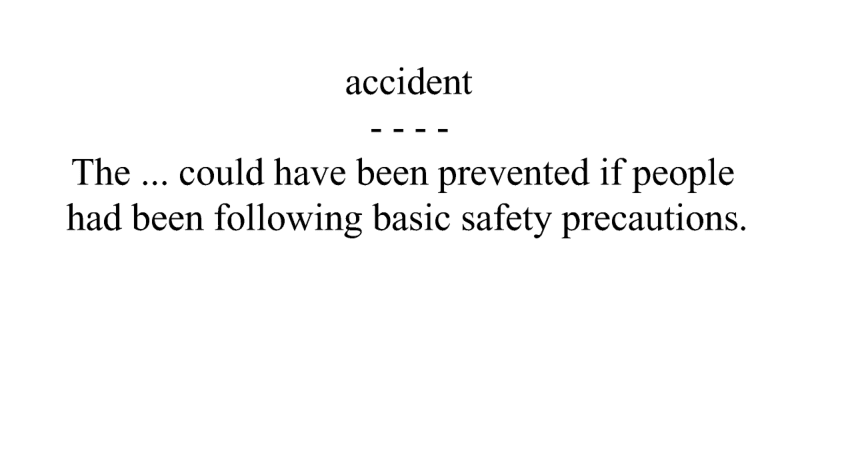 accident
- - - -
The ... could have been prevented if people
had been following basic safety precautions.